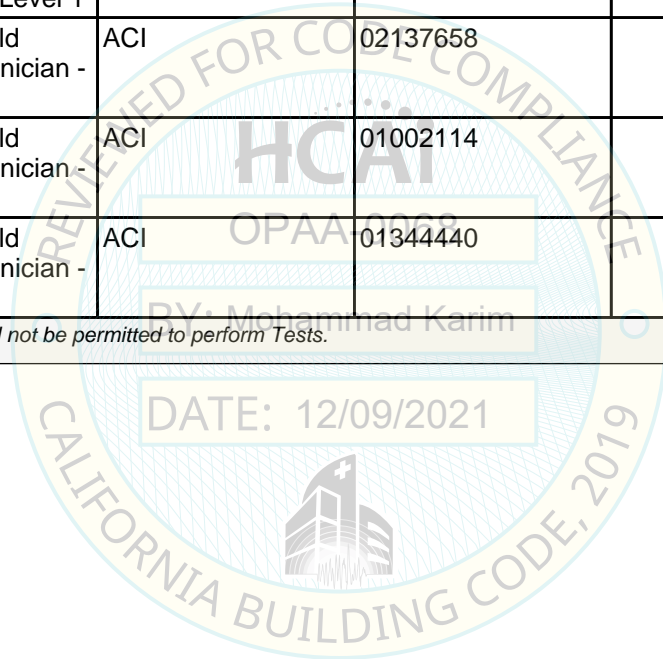 Level 1
ld ACI 02137658
nician -
ld ACI 01002114
nician -
ld ACI 01344440
nician -
not be permitted to perform Tests.
REVIEWED FOR CODE COMPLIANCE
HCAI
OPAA-0068
BY: Mohammad Karim
DATE: 12/09/2021
CALIFORNIA BUILDING CODE, 2019